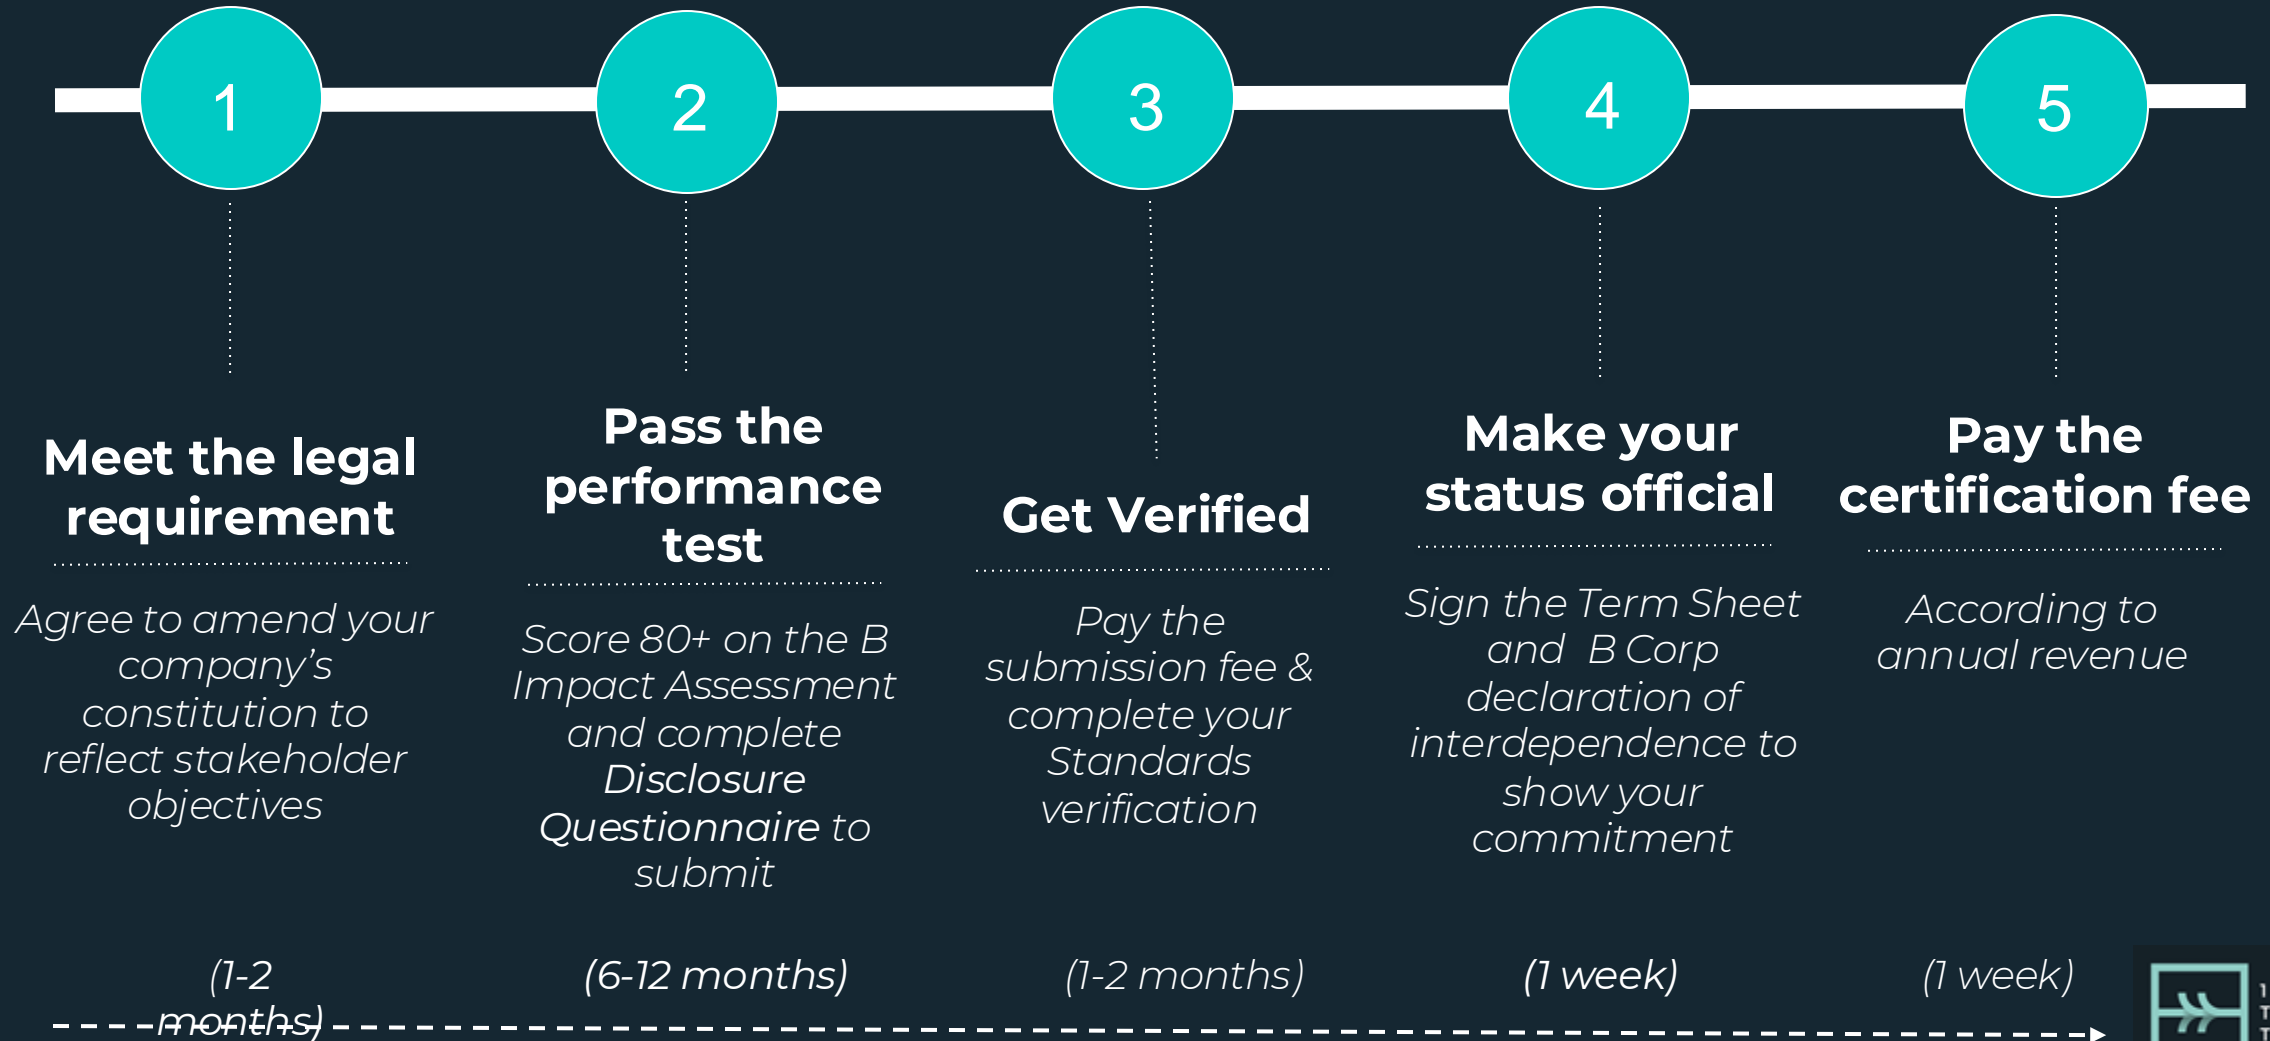 1
2
3
4
5
Meet the legal
requirement
Agree to amend your
company’s
constitution to
reflect stakeholder
objectives
(1-2
months)
Pass the
performance
test
Score 80+ on the B
Impact Assessment
and complete
Disclosure
Questionnaire to
submit
(6-12 months)
Get Verified
Pay the
submission fee &
complete your
Standards
verification
(1-2 months)
Make your
status official
Sign the Term Sheet
and B Corp
declaration of
interdependence to
show your
commitment
(1 week)
Pay the
certification fee
According to
annual revenue
(1 week)